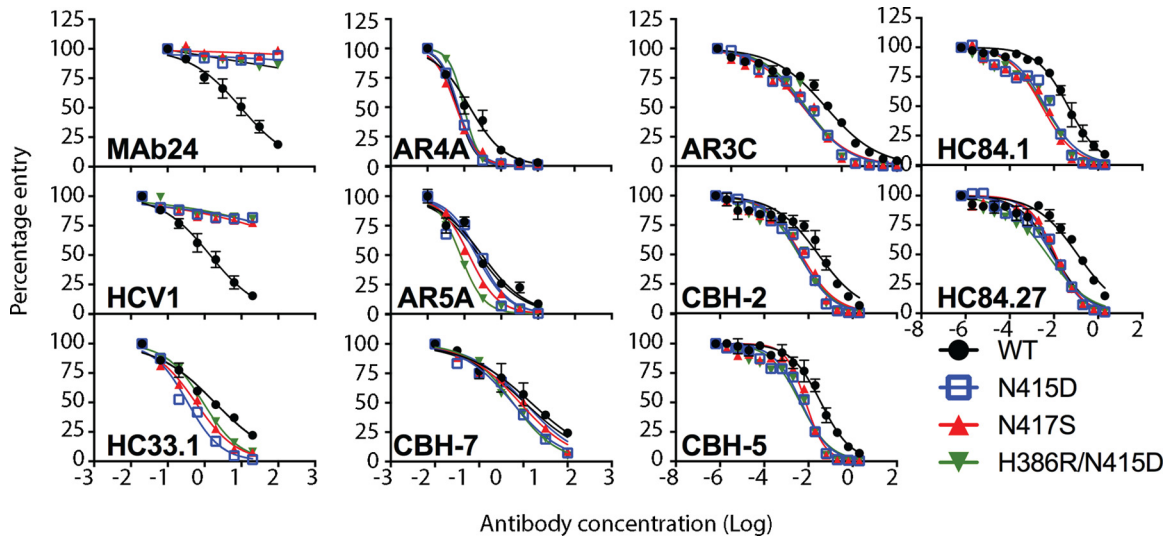 Percentage entry
125
100
75
50
25
0
MAb24
125
100
75
50
25
0
AR4A
125
100
75
50
25
0
AR3C
125
100
75
50
25
0
HC84.1
100
75
50
25
0
HCV1
100
75
50
25
0
AR5A
100
75
50
25
0
CBH-2
100
75
50
25
0
HC84.27
-8 -6 -4 -2 0 2
100
75
50
25
0
HC33.1
-3 -2 -1 0 1 2 3
100
75
50
25
0
CBH-7
-2 -1 0 1 2 3
100
75
50
25
0
CBH-5
-8 -6 -4 -2 0 2
WT
N415D
N417S
H386R/N415D
Antibody concentration (Log)